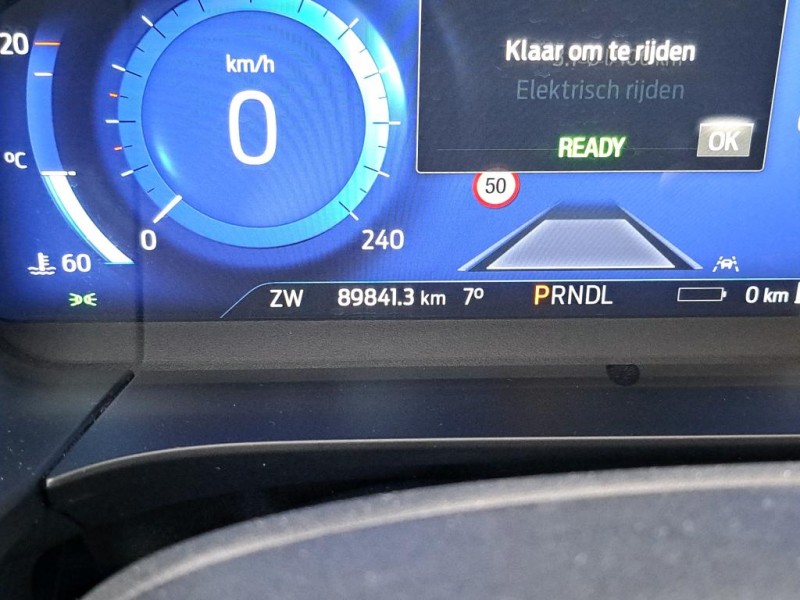 20
°C
60
km/h
0
0
240
Klaar om te rijden
Elektrisch rijden
READY
OK
50
ZW 89841.3 km 7° PRNDL 0 km